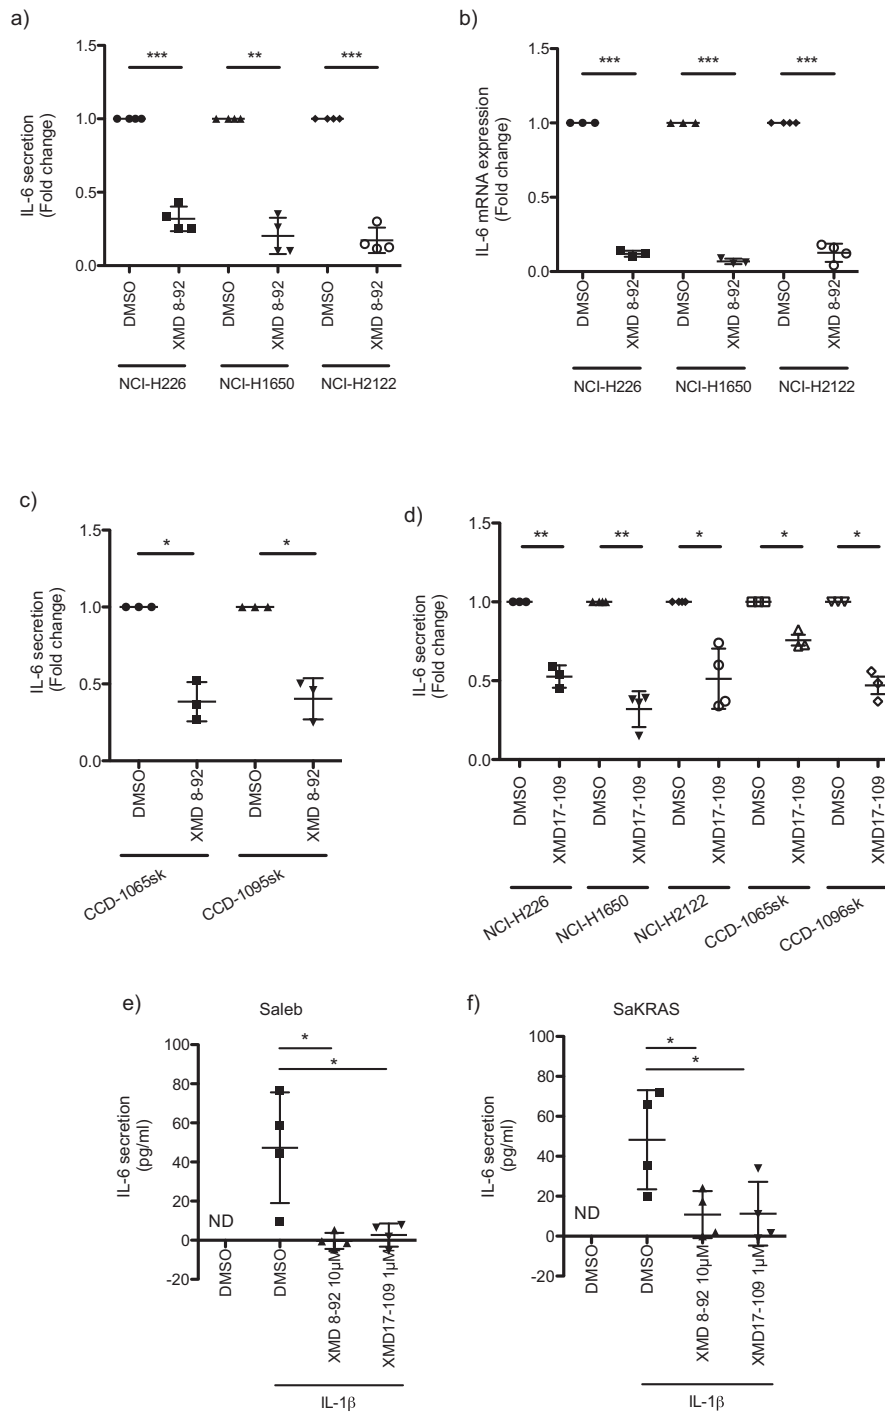 a)
IL-6 secretion
(Fold change)
1.5
1.0
0.5
0.0
***
**
***
DMSO
XMD 8-92
DMSO
XMD 8-92
DMSO
XMD 8-92
NCI-H226
NCI-H1650
NCI-H2122
b)
IL-6 mRNA expression
(Fold change)
1.5
1.0
0.5
0.0
***
***
***
DMSO
XMD 8-92
DMSO
XMD 8-92
DMSO
XMD 8-92
NCI-H226
NCI-H1650
NCI-H2122
c)
IL-6 secretion
(Fold change)
1.5
1.0
0.5
0.0
*
*
DMSO
XMD 8-92
DMSO
XMD 8-92
CCD-1065sk
CCD-1095sk
d)
IL-6 secretion
(Fold change)
1.5
1.0
0.5
0.0
**
**
*
*
*
DMSO
XMD17-109
DMSO
XMD17-109
DMSO
XMD17-109
DMSO
XMD17-109
DMSO
XMD17-109
NCI-H226
NCI-H1650
NCI-H2122
CCD-1065sk
CCD-1096sk
e)
Saleb
IL-6 secretion
(pg/ml)
100
80
60
40
20
0
-20
*
*
ND
DMSO
DMSO
XMD 8-92 10µM
XMD17-109 1µM
IL-1β
f)
SaKRAS
IL-6 secretion
(pg/ml)
100
80
60
40
20
0
-20
*
*
ND
DMSO
DMSO
XMD 8-92 10µM
XMD17-109 1µM
IL-1β